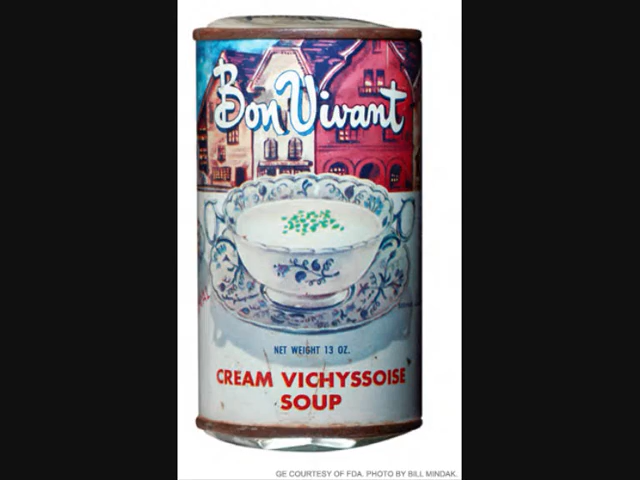 Bon Vivant
NET WEIGHT 13 OZ.
CREAM VICHYSSOISE
SOUP
GE COURTESY OF FDA. PHOTO BY BILL MINDAK.